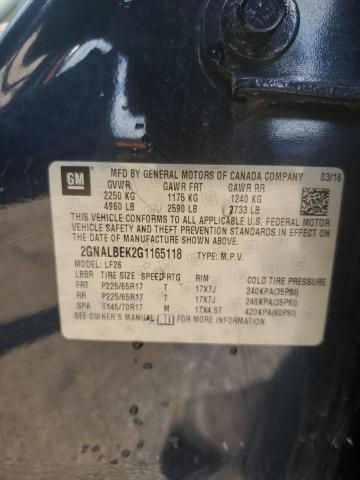 GM
MFD BY GENERAL MOTORS OF CANADA COMPANY 03/16
GVWR GAWR FRT GAWR RR
2250 KG 1175 KG 1240 KG
4960 LB 2590 LB 2733 LB
THIS VEHICLE CONFORMS TO ALL APPLICABLE U.S. FEDERAL MOTOR
VEHICLE SAFETY AND THEFT PREVENTION STANDARDS IN EFFECT
ON THE DATE OF MANUFACTURE SHOWN ABOVE.
2GNALBEK2G1165118 TYPE: M.P.V.
MODEL: LF26
LBBR TIRE SIZE SPEED RTG RIM COLD TIRE PRESSURE
FRT P225/65R17 T 17X7J 240KPA(35PSI)
RR P225/65R17 T 17X7J 240KPA(35PSI)
SPA T145/70R17 M 17X4.5T 420KPA(60PSI)
SEE OWNER'S MANUAL FOR MORE INFORMATION.